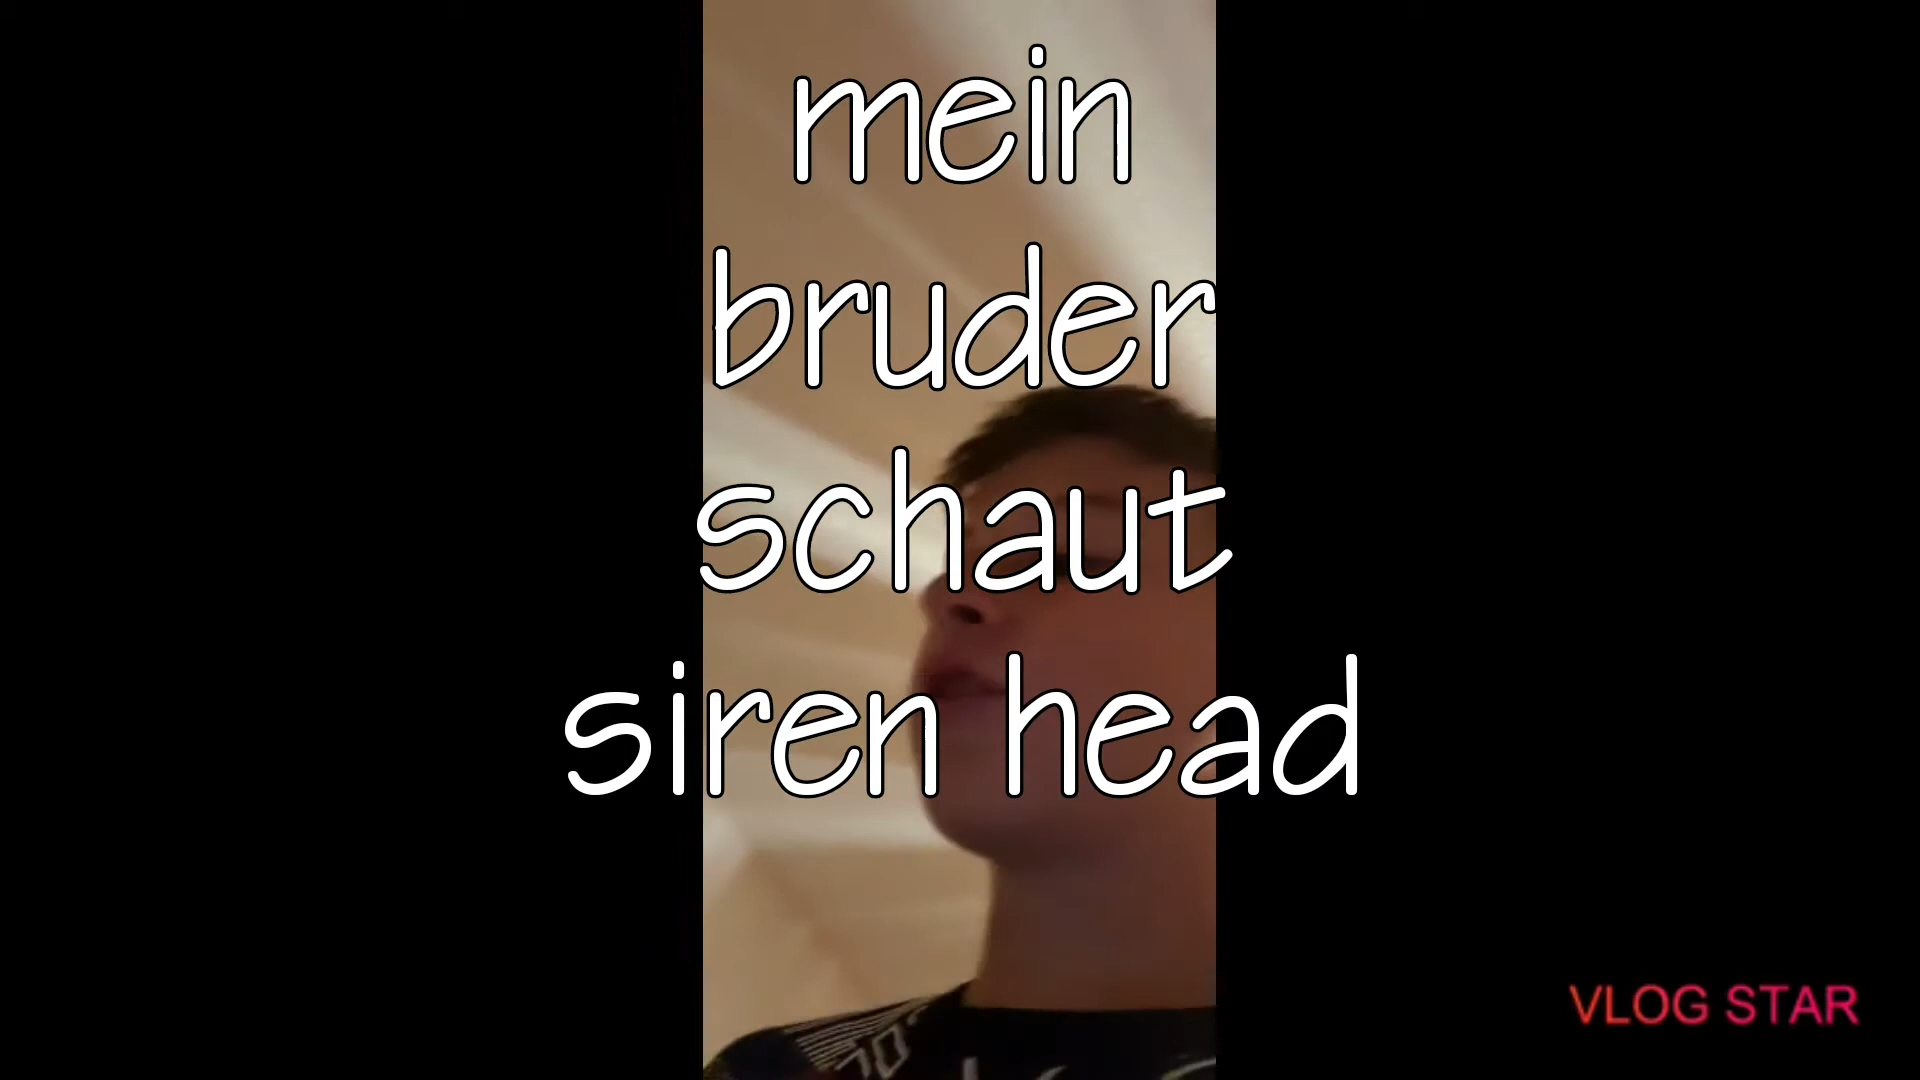 mein
bruder
schaut
siren head
VLOG STAR